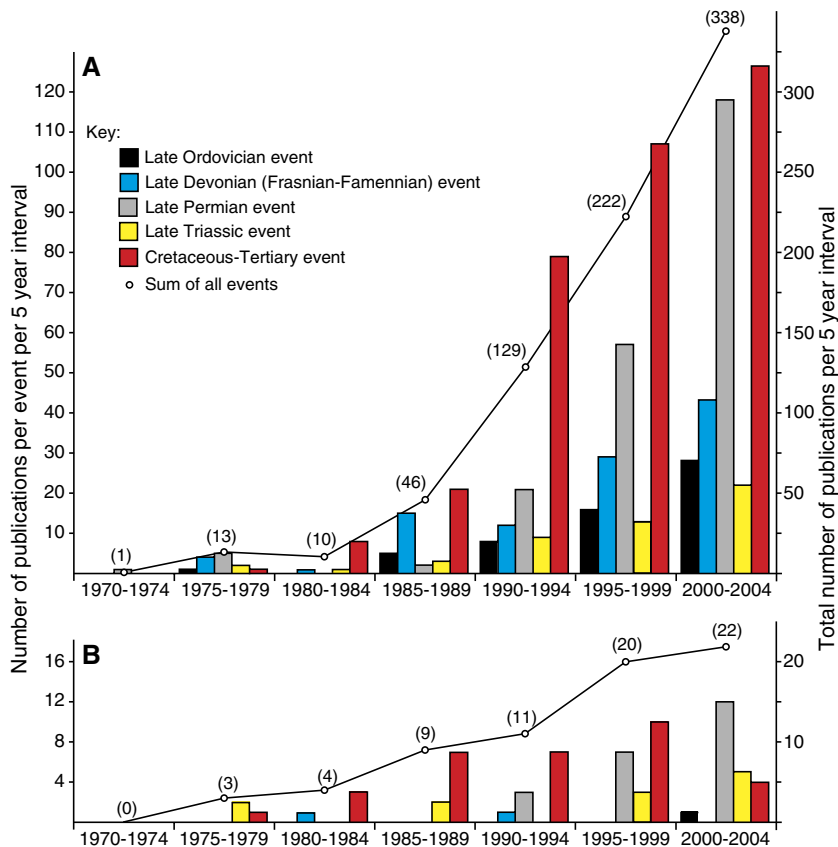 A
Number of publications per event per 5 year interval
120
110
100
90
80
70
60
50
40
30
20
10
Key:
Late Ordovician event
Late Devonian (Frasnian-Famennian) event
Late Permian event
Late Triassic event
Cretaceous-Tertiary event
Sum of all events
(1)
(13)
(10)
(46)
(129)
(222)
(338)
300
250
200
150
100
50
Total number of publications per 5 year interval
1970-1974 1975-1979 1980-1984 1985-1989 1990-1994 1995-1999 2000-2004
B
16
12
8
4
(0)
(3)
(4)
(9)
(11)
(20)
(22)
20
10
1970-1974 1975-1979 1980-1984 1985-1989 1990-1994 1995-1999 2000-2004